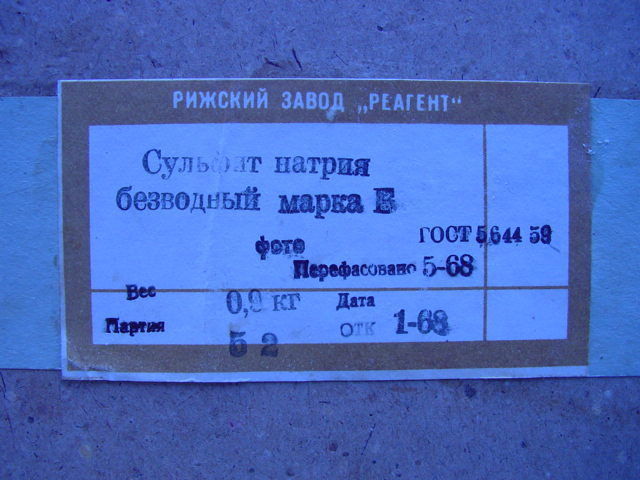 РИЖСКИЙ ЗАВОД „РЕАГЕНТ“
Сульфат натрия
безводный марка Б
фото
ГОСТ 5644 59
Перефасовано 5-68
Вес 0,9 кг Дата
Партия 5 2 ОТК 1-68